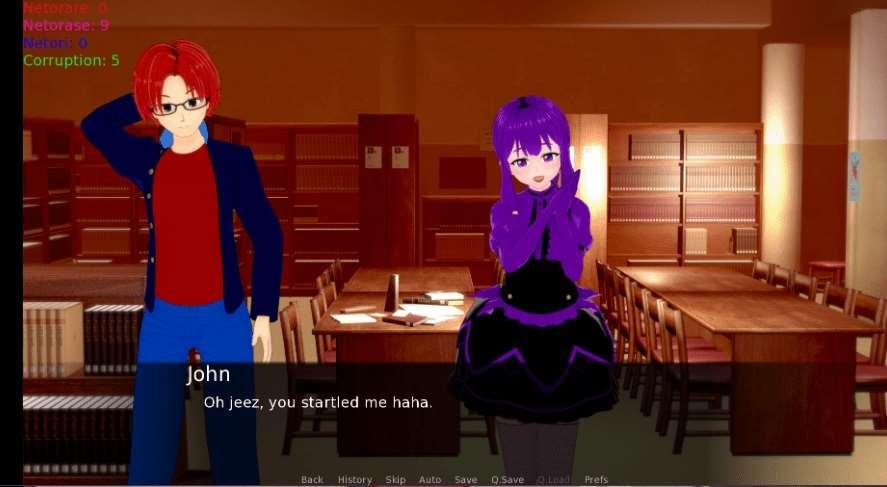 Netorare: 0
Netorase: 9
Netori: 0
Corruption: 5
John
Oh jeez, you startled me haha.
Back History Skip Auto Save Q.Save Q.Load Prefs